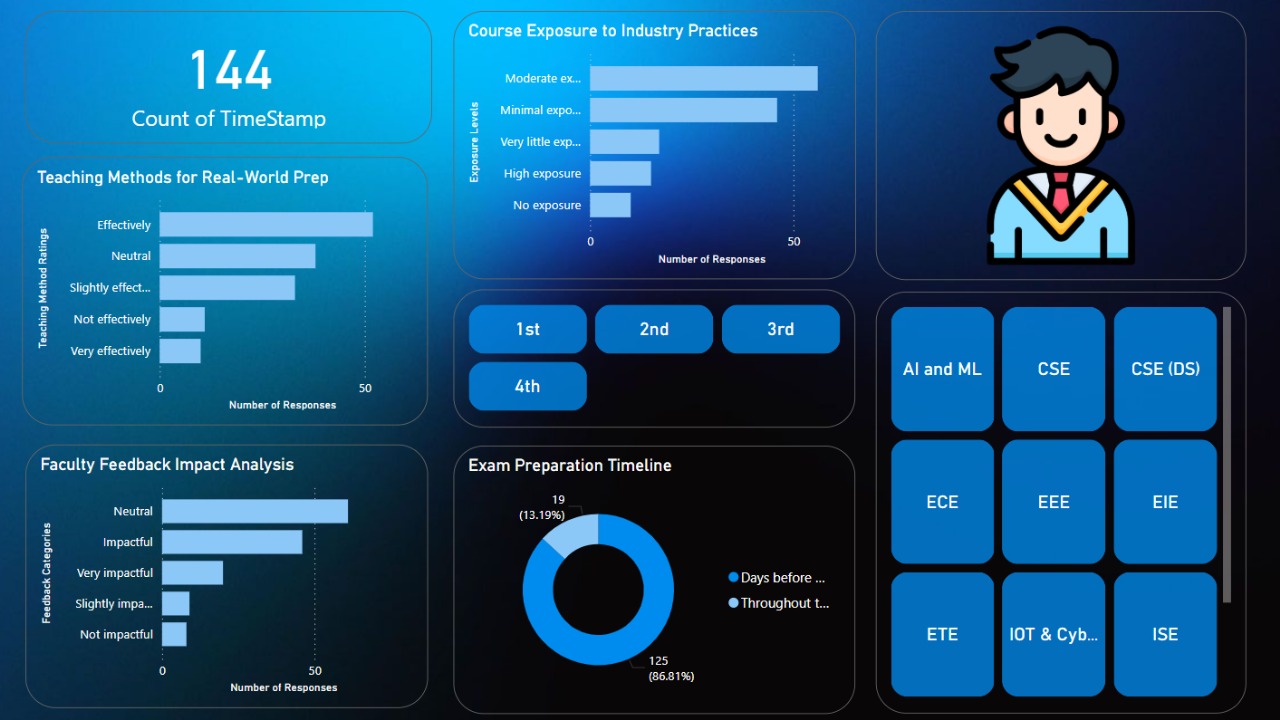 144
Count of TimeStamp
Teaching Methods for Real-World Prep
Teaching Method Ratings
Effectively
Neutral
Slightly effect...
Not effectively
Very effectively
0 50
Number of Responses
Faculty Feedback Impact Analysis
Feedback Categories
Neutral
Impactful
Very impactful
Slightly impa...
Not impactful
0 50
Number of Responses
Course Exposure to Industry Practices
Exposure Levels
Moderate ex...
Minimal expo...
Very little exp...
High exposure
No exposure
0 50
Number of Responses
1st 2nd 3rd
4th
Exam Preparation Timeline
19
(13.19%)
Days before ...
Throughout t...
125
(86.81%)
AI and ML CSE CSE (DS)
ECE EEE EIE
ETE IOT & Cyb... ISE